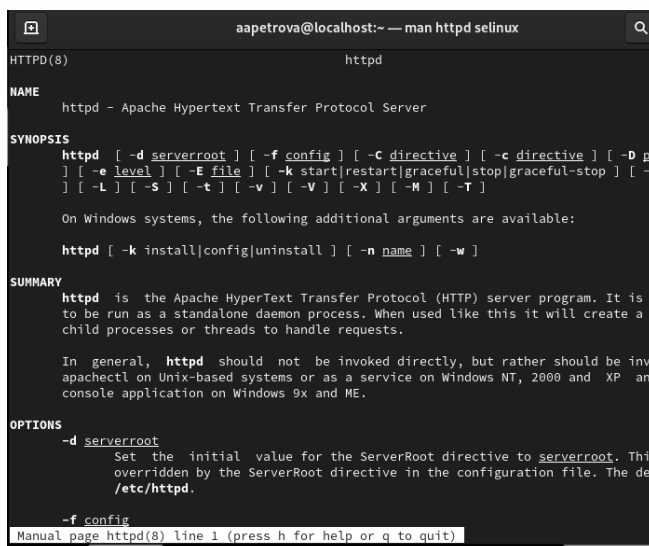 aapetrova@localhost:~ — man httpd selinux
HTTPD(8) httpd
NAME
httpd - Apache Hypertext Transfer Protocol Server
SYNOPSIS
httpd [ -d serverroot ] [ -f config ] [ -C directive ] [ -c directive ] [ -D p
] [ -e level ] [ -E file ] [ -k start|restart|graceful|stop|graceful-stop ] [ -
] [ -L ] [ -S ] [ -t ] [ -v ] [ -V ] [ -X ] [ -M ] [ -T ]
On Windows systems, the following additional arguments are available:
httpd [ -k install|config|uninstall ] [ -n name ] [ -w ]
SUMMARY
httpd is the Apache HyperText Transfer Protocol (HTTP) server program. It is
to be run as a standalone daemon process. When used like this it will create a
child processes or threads to handle requests.
In general, httpd should not be invoked directly, but rather should be inv
apachectl on Unix-based systems or as a service on Windows NT, 2000 and XP an
console application on Windows 9x and ME.
OPTIONS
-d serverroot
Set the initial value for the ServerRoot directive to serverroot. Thi
overridden by the ServerRoot directive in the configuration file. The de
/etc/httpd.
-f config
Manual page httpd(8) line 1 (press h for help or q to quit)